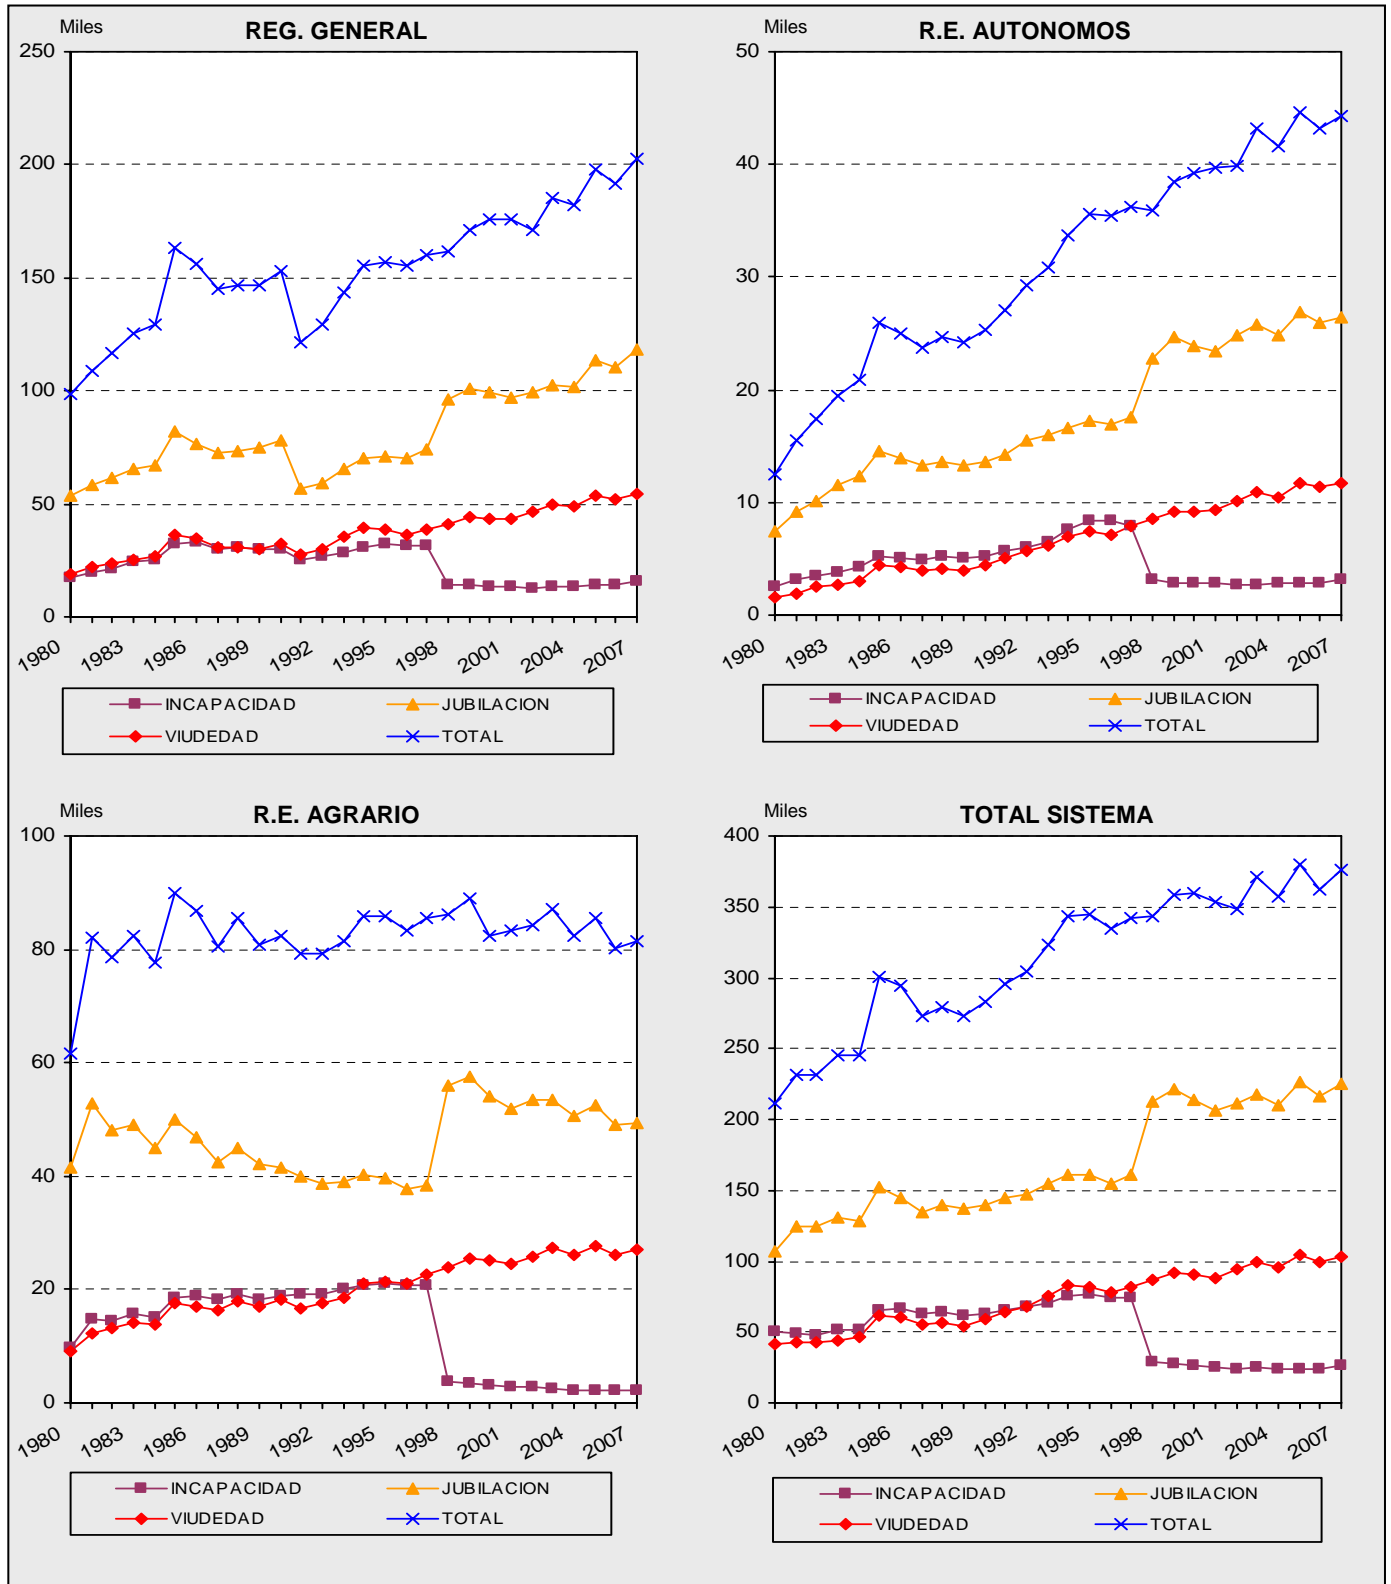 Miles
REG. GENERAL
250
200
150
100
50
0
1980 1983 1986 1989 1992 1995 1998 2001 2004 2007
INCAPACIDAD JUBILACION
VIUDEDAD TOTAL
Miles
R.E. AUTONOMOS
50
40
30
20
10
0
1980 1983 1986 1989 1992 1995 1998 2001 2004 2007
INCAPACIDAD JUBILACION
VIUDEDAD TOTAL
Miles
R.E. AGRARIO
100
80
60
40
20
0
1980 1983 1986 1989 1992 1995 1998 2001 2004 2007
INCAPACIDAD JUBILACION
VIUDEDAD TOTAL
Miles
TOTAL SISTEMA
400
350
300
250
200
150
100
50
0
1980 1983 1986 1989 1992 1995 1998 2001 2004 2007
INCAPACIDAD JUBILACION
VIUDEDAD TOTAL